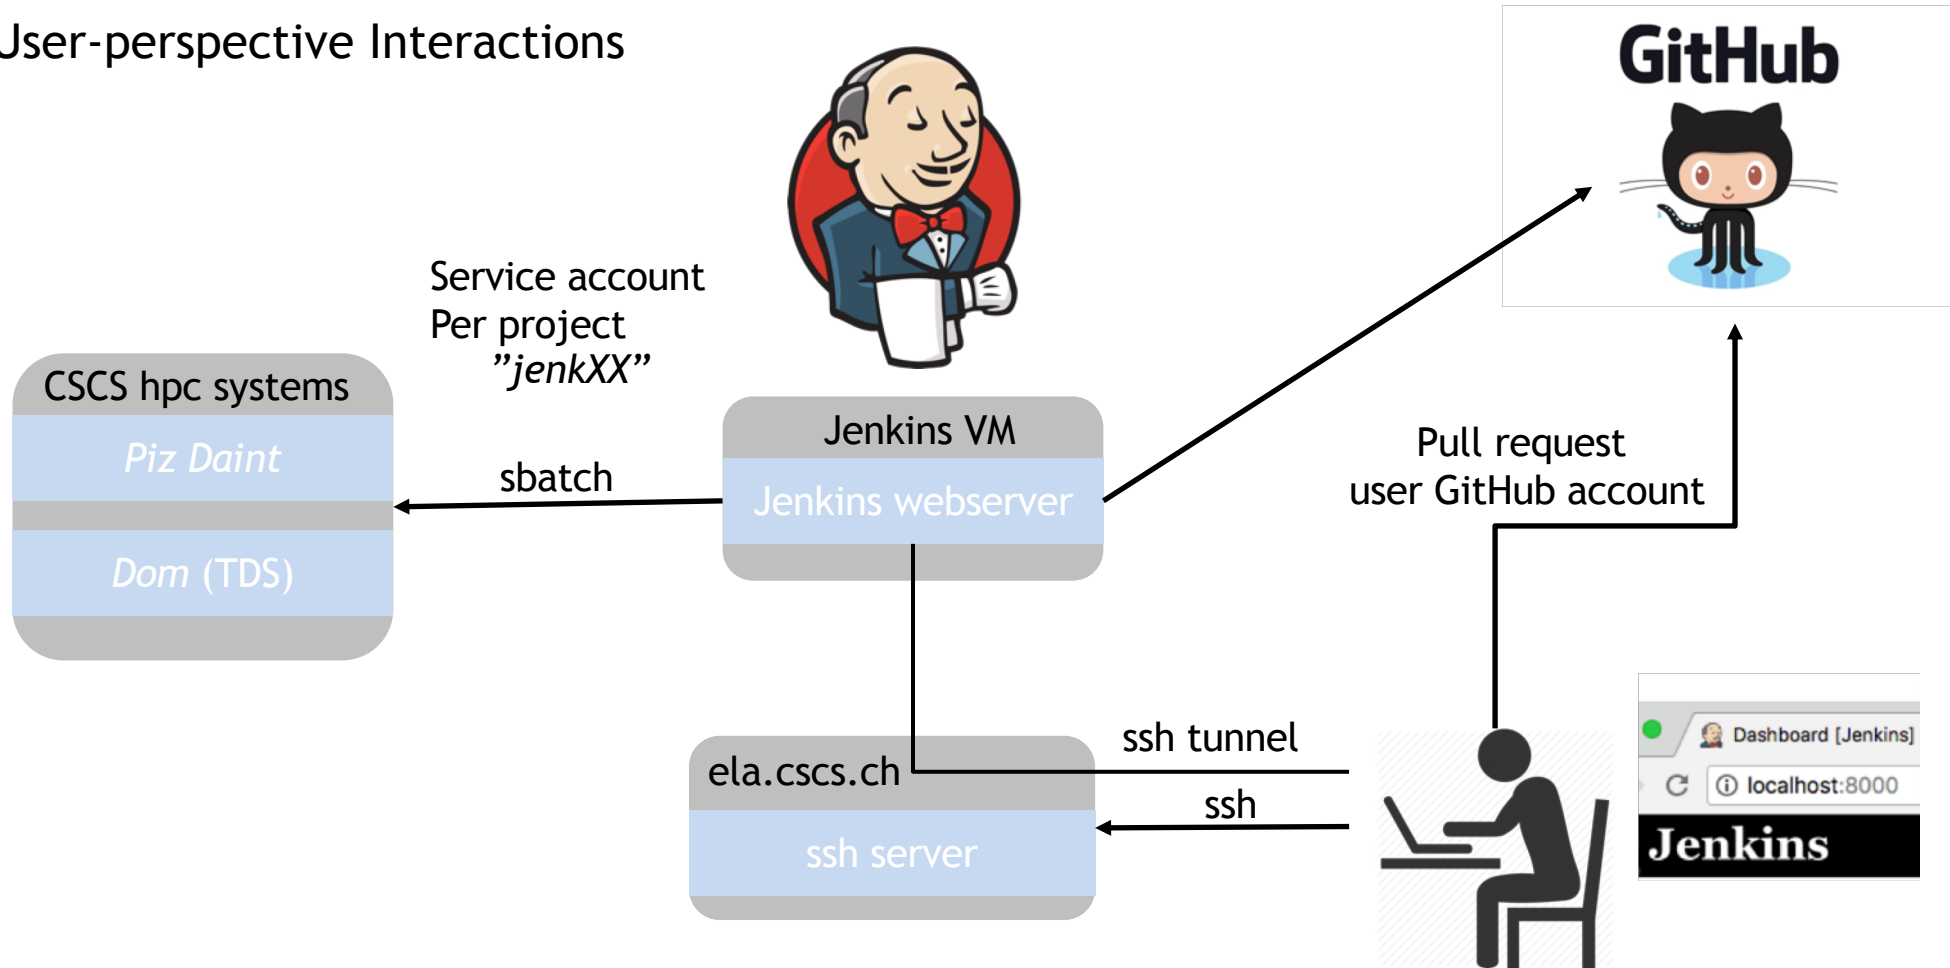 User-perspective Interactions
GitHub
Service account
Per project
”jenkXX”
CSCS hpc systems
Piz Daint
Dom (TDS)
sbatch
Jenkins VM
Jenkins webserver
Pull request
user GitHub account
ela.cscs.ch
ssh server
ssh tunnel
ssh
Dashboard [Jenkins]
localhost:8000
Jenkins